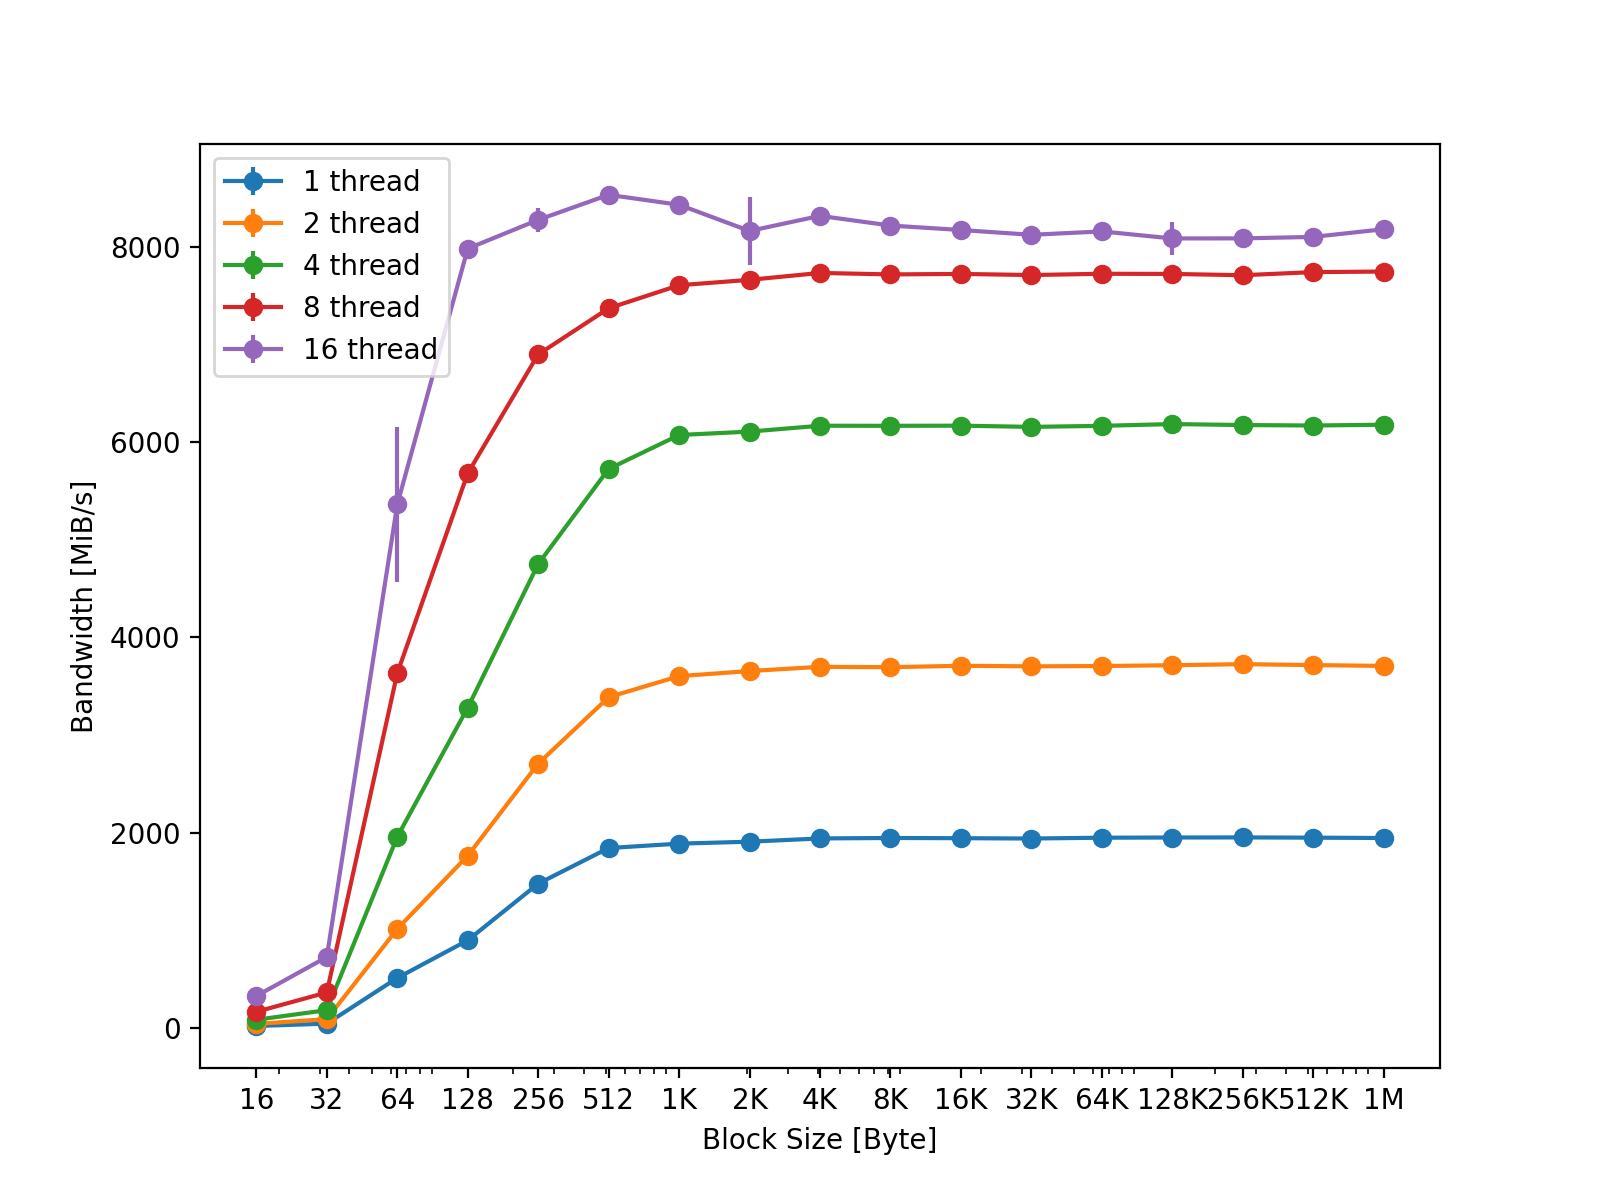 1 thread
2 thread
4 thread
8 thread
16 thread
8000
6000
4000
2000
0
Bandwidth [MiB/s]
16 32 64 128 256 512 1K 2K 4K 8K 16K 32K 64K 128K 256K 512K 1M
Block Size [Byte]